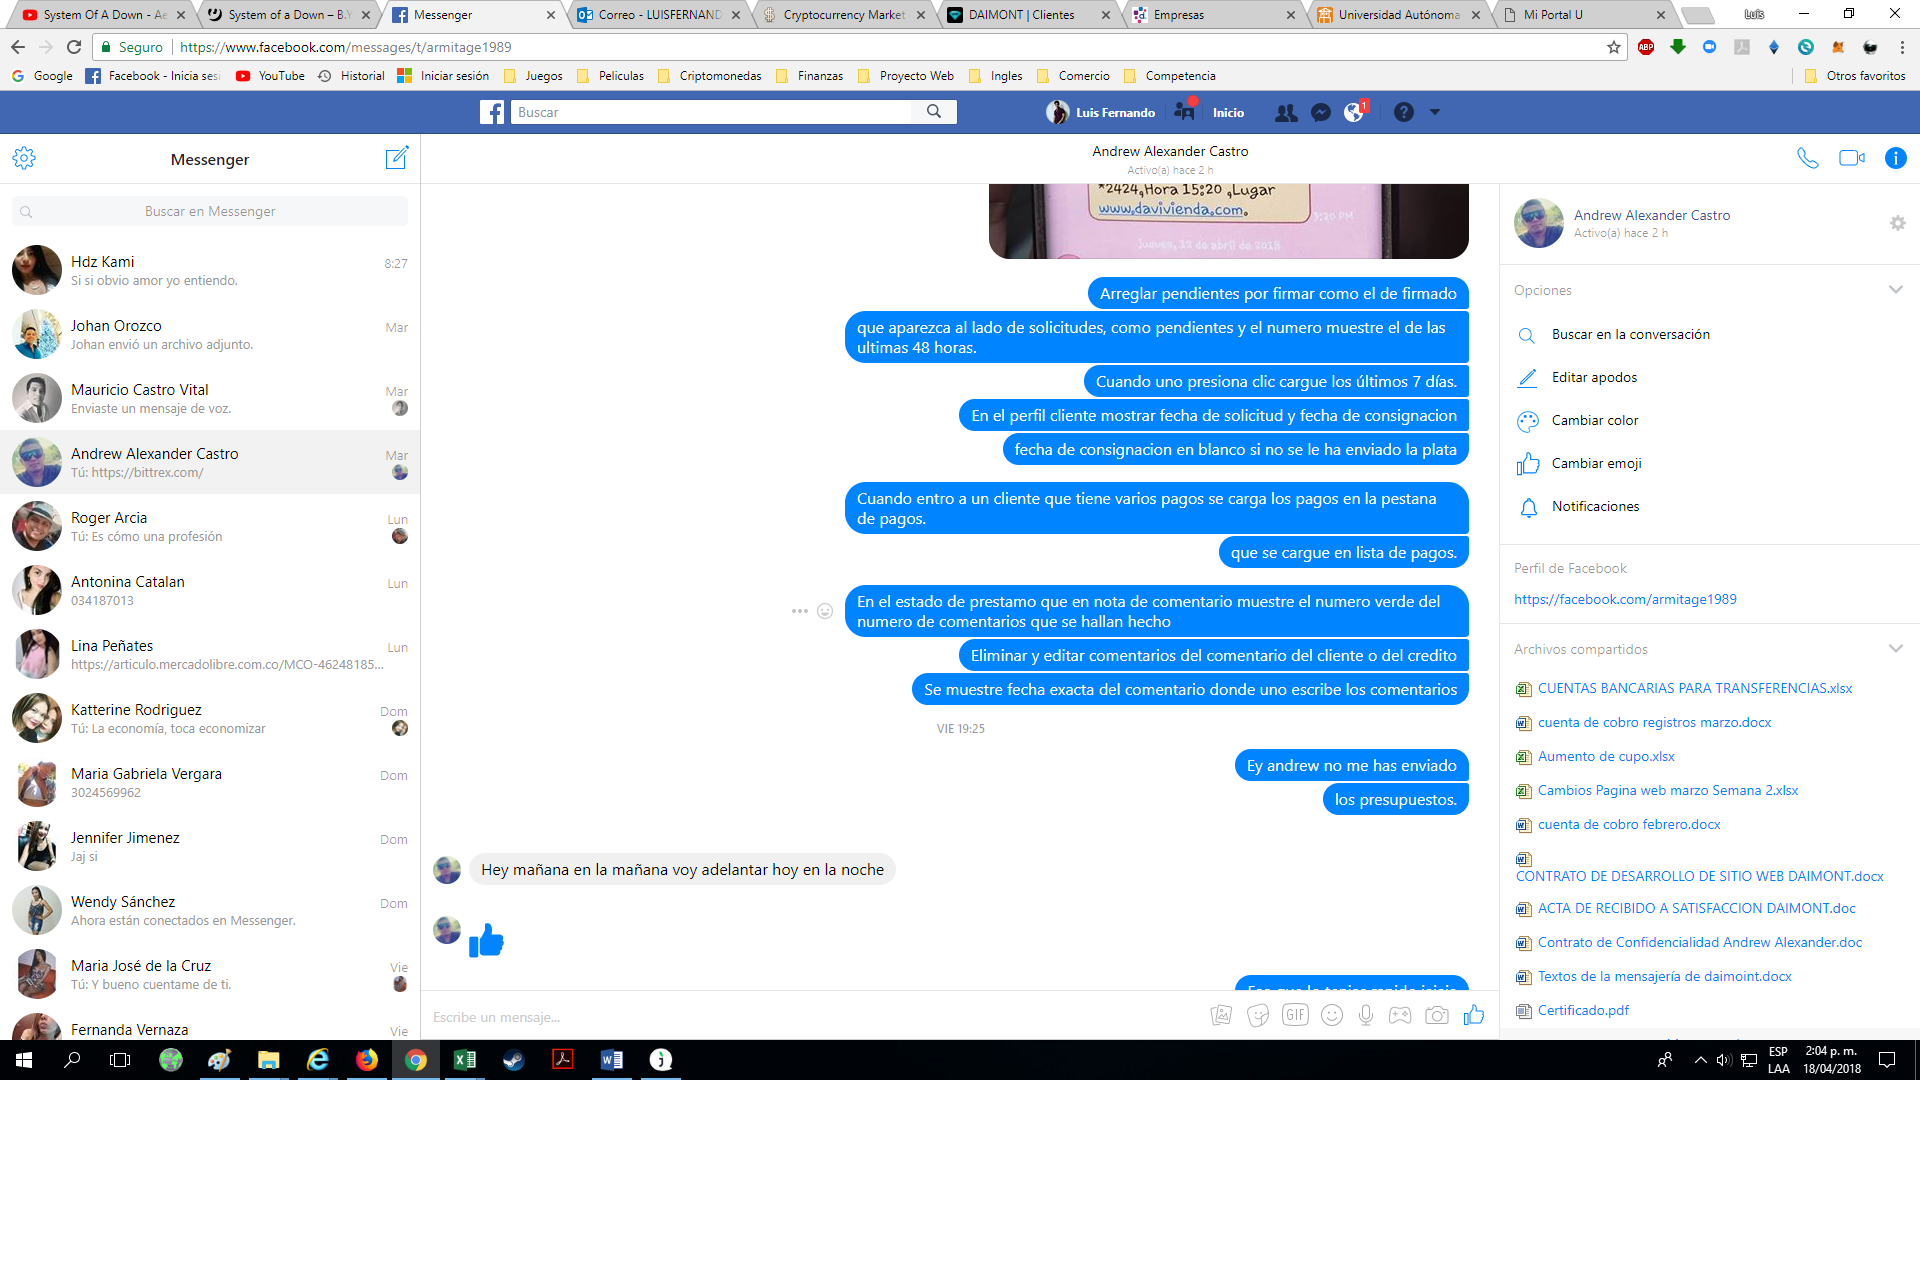 System Of A Down - Ae
System of a Down – B.Y
Messenger
Correo - LUISFERNAND
Cryptocurrency Market
DAIMONT | Clientes
Empresas
Universidad Autónoma
Mi Portal U
Luis
Seguro
https://www.facebook.com/messages/t/armitage1989
ABP
Google
Facebook - Inicia ses
YouTube
Historial
Iniciar sesión
Juegos
Peliculas
Criptomonedas
Finanzas
Proyecto Web
Ingles
Comercio
Competencia
Otros favoritos
Buscar
Luis Fernando
Inicio
1
Messenger
Buscar en Messenger
Hdz Kami
8:27
Si si obvio amor yo entiendo.
Johan Orozco
Mar
Johan envió un archivo adjunto.
Mauricio Castro Vital
Mar
Enviaste un mensaje de voz.
Andrew Alexander Castro
Mar
Tú: https://bittrex.com/
Roger Arcia
Lun
Tú: Es cómo una profesión
Antonina Catalan
Lun
034187013
Lina Peñates
Lun
https://articulo.mercadolibre.com.co/MCO-46248185...
Katterine Rodriguez
Dom
Tú: La economía, toca economizar
Maria Gabriela Vergara
Dom
3024569962
Jennifer Jimenez
Dom
Jaj si
Wendy Sánchez
Dom
Ahora están conectados en Messenger.
Maria José de la Cruz
Vie
Tú: Y bueno cuentame de ti.
Fernanda Vernaza
Vie
Andrew Alexander Castro
Activo(a) hace 2 h
*2424,Hora 15:20 ,Lugar
www.davivienda.com.
3:20 PM
jueves, 12 de abril de 2018
Arreglar pendientes por firmar como el de firmado
que aparezca al lado de solicitudes, como pendientes y el numero muestre el de las
ultimas 48 horas.
Cuando uno presiona clic cargue los últimos 7 días.
En el perfil cliente mostrar fecha de solicitud y fecha de consignacion
fecha de consignacion en blanco si no se le ha enviado la plata
Cuando entro a un cliente que tiene varios pagos se carga los pagos en la pestana
de pagos.
que se cargue en lista de pagos.
En el estado de prestamo que en nota de comentario muestre el numero verde del
numero de comentarios que se hallan hecho
Eliminar y editar comentarios del comentario del cliente o del credito
Se muestre fecha exacta del comentario donde uno escribe los comentarios
VIE 19:25
Ey andrew no me has enviado
los presupuestos.
Hey mañana en la mañana voy adelantar hoy en la noche
Escribe un mensaje...
GIF
Andrew Alexander Castro
Activo(a) hace 2 h
Opciones
Buscar en la conversación
Editar apodos
Cambiar color
Cambiar emoji
Notificaciones
Perfil de Facebook
https://facebook.com/armitage1989
Archivos compartidos
CUENTAS BANCARIAS PARA TRANSFERENCIAS.xlsx
cuenta de cobro registros marzo.docx
Aumento de cupo.xlsx
Cambios Pagina web marzo Semana 2.xlsx
cuenta de cobro febrero.docx
CONTRATO DE DESARROLLO DE SITIO WEB DAIMONT.docx
ACTA DE RECIBIDO A SATISFACCION DAIMONT.doc
Contrato de Confidencialidad Andrew Alexander.doc
Textos de la mensajería de daimoint.docx
Certificado.pdf
ESP
LAA
2:04 p. m.
18/04/2018